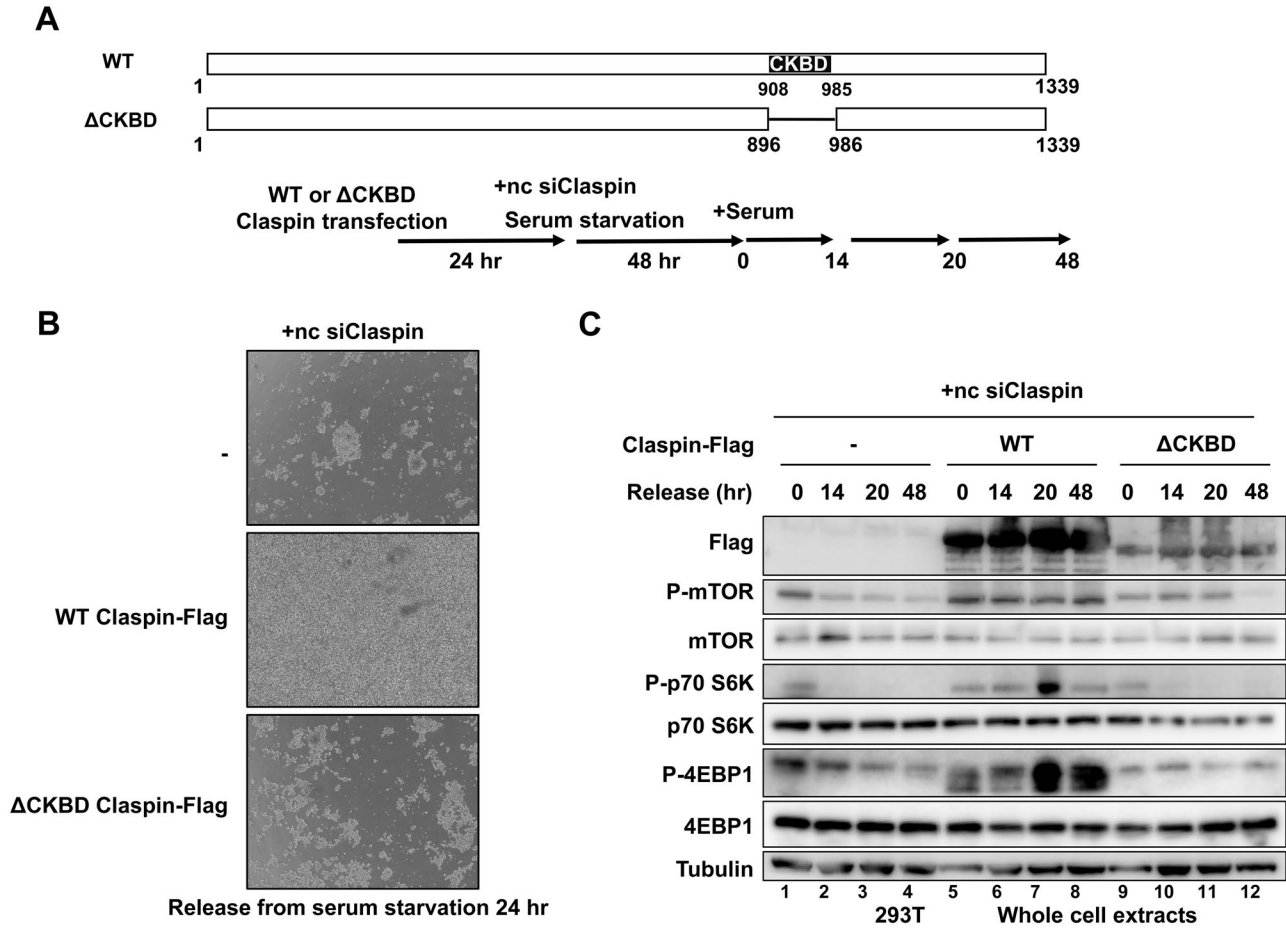 A
WT
CKBD
1
908
985
1339
ΔCKBD
1
896
986
1339
WT or ΔCKBD
Claspin transfection
+nc siClaspin
Serum starvation
+Serum
24 hr
48 hr
0
14
20
48
B
+nc siClaspin
-
WT Claspin-Flag
ΔCKBD Claspin-Flag
Release from serum starvation 24 hr
C
+nc siClaspin
Claspin-Flag - WT ΔCKBD
Release (hr) 0 14 20 48 0 14 20 48 0 14 20 48
Flag
P-mTOR
mTOR
P-p70 S6K
p70 S6K
P-4EBP1
4EBP1
Tubulin
1 2 3 4 5 6 7 8 9 10 11 12
293T Whole cell extracts